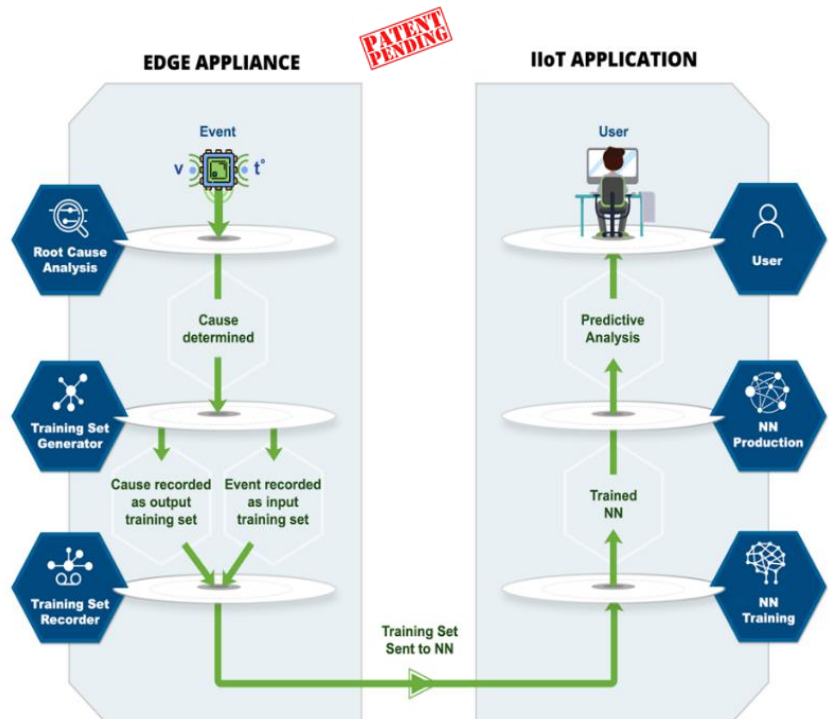 PATENT
PENDING
EDGE APPLIANCE
IIoT APPLICATION
Event
v
t°
User
Root Cause
Analysis
User
Cause
determined
Predictive
Analysis
Training Set
Generator
NN
Production
Cause recorded
as output
training set
Event recorded
as input
training set
Trained
NN
Training Set
Recorder
NN
Training
Training Set
Sent to NN